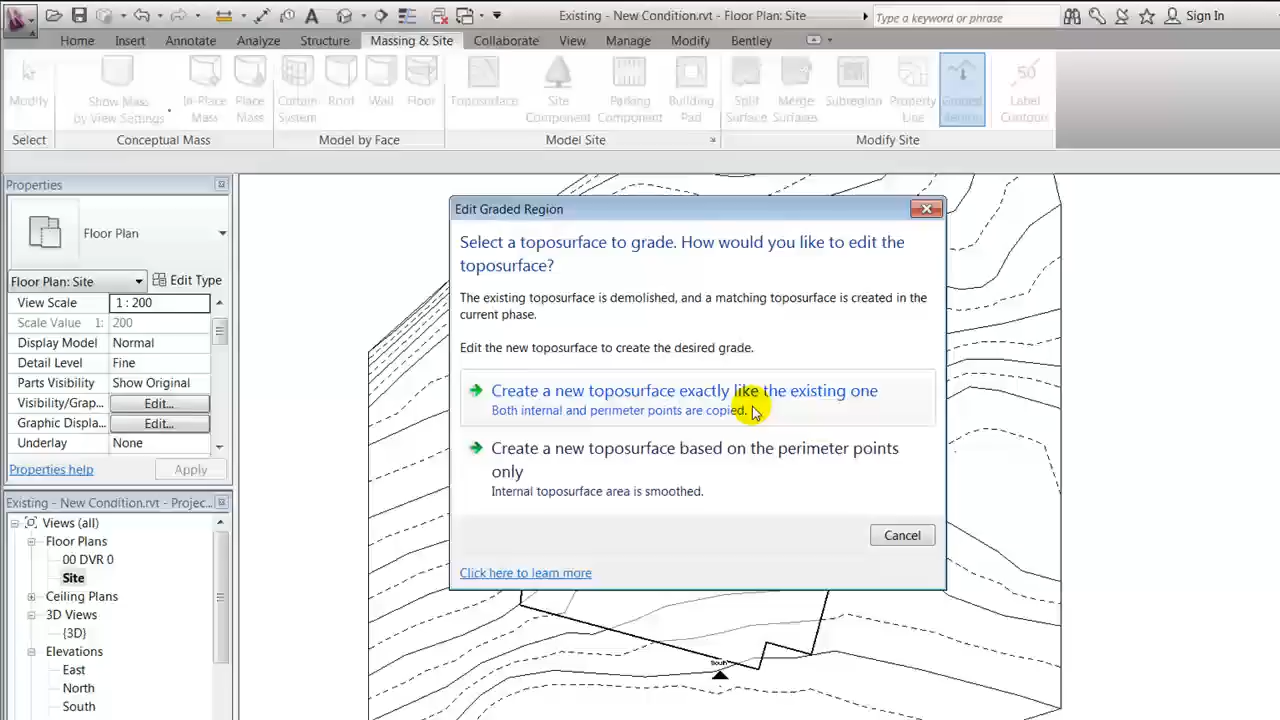 Existing - New Condition.rvt - Floor Plan: Site
Type a keyword or phrase
Sign In
Home
Insert
Annotate
Analyze
Structure
Massing & Site
Collaborate
View
Manage
Modify
Bentley
Modify
Show Mass
by View Settings
In-Place
Mass
Place
Mass
Curtain
System
Roof
Wall
Floor
Toposurface
Site
Component
Parking
Component
Building
Pad
Split
Surface
Merge
Surfaces
Subregion
Property
Line
Graded
Region
50
Label
Contours
Select
Conceptual Mass
Model by Face
Model Site
Modify Site
Properties
Floor Plan
Floor Plan: Site
Edit Type
View Scale 1 : 200
Scale Value 1: 200
Display Model Normal
Detail Level Fine
Parts Visibility Show Original
Visibility/Grap... Edit...
Graphic Displa... Edit...
Underlay None
Properties help
Apply
Existing - New Condition.rvt - Projec...
Views (all)
Floor Plans
00 DVR 0
Site
Ceiling Plans
3D Views
{3D}
Elevations
East
North
South
Edit Graded Region
Select a toposurface to grade. How would you like to edit the
toposurface?
The existing toposurface is demolished, and a matching toposurface is created in the
current phase.
Edit the new toposurface to create the desired grade.
Create a new toposurface exactly like the existing one
Both internal and perimeter points are copied.
Create a new toposurface based on the perimeter points
only
Internal toposurface area is smoothed.
Cancel
Click here to learn more
South